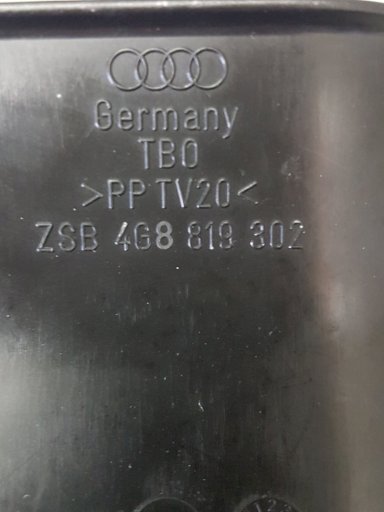 Germany
TBO
>PP TV20<
ZSB 4G8 819 302